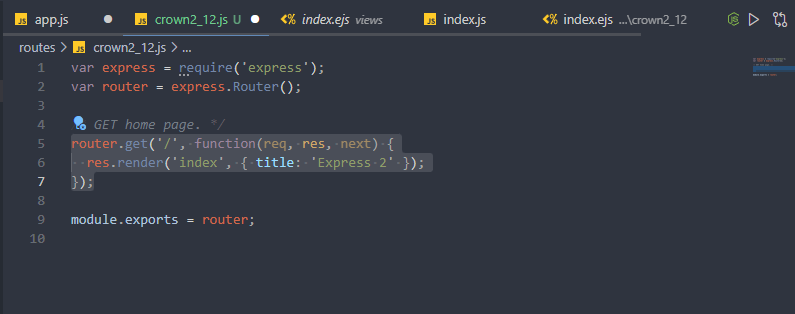 JS app.js ●
JS crown2_12.js U ●
<% index.ejs views
JS index.js
<% index.ejs ...\crown2_12
routes > JS crown2_12.js > ...
1 var express = require('express');
2 var router = express.Router();
3
4 GET home page. */
5 router.get('/', function(req, res, next) {
6 res.render('index', { title: 'Express 2' });
7 });
8
9 module.exports = router;
10